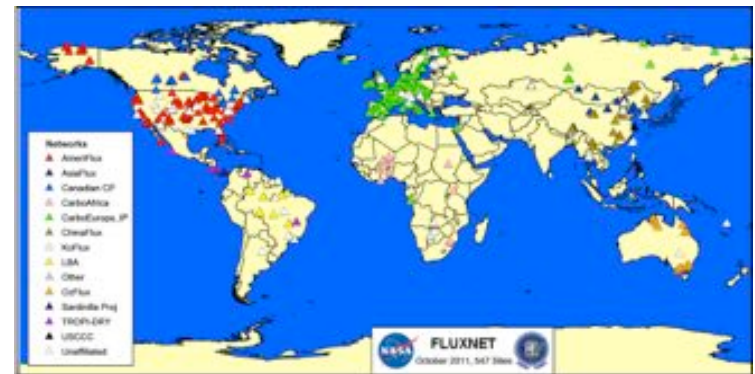 Networks
AmeriFlux
AsiaFlux
Canadian CP
CarboAfrica
CarboEurope_IP
ChinaFlux
KoFlux
LBA
Other
OzFlux
Sardinilla Proj
TROPI-DRY
USCCC
Unaffiliated
NASA
FLUXNET
October 2011, 547 Sites